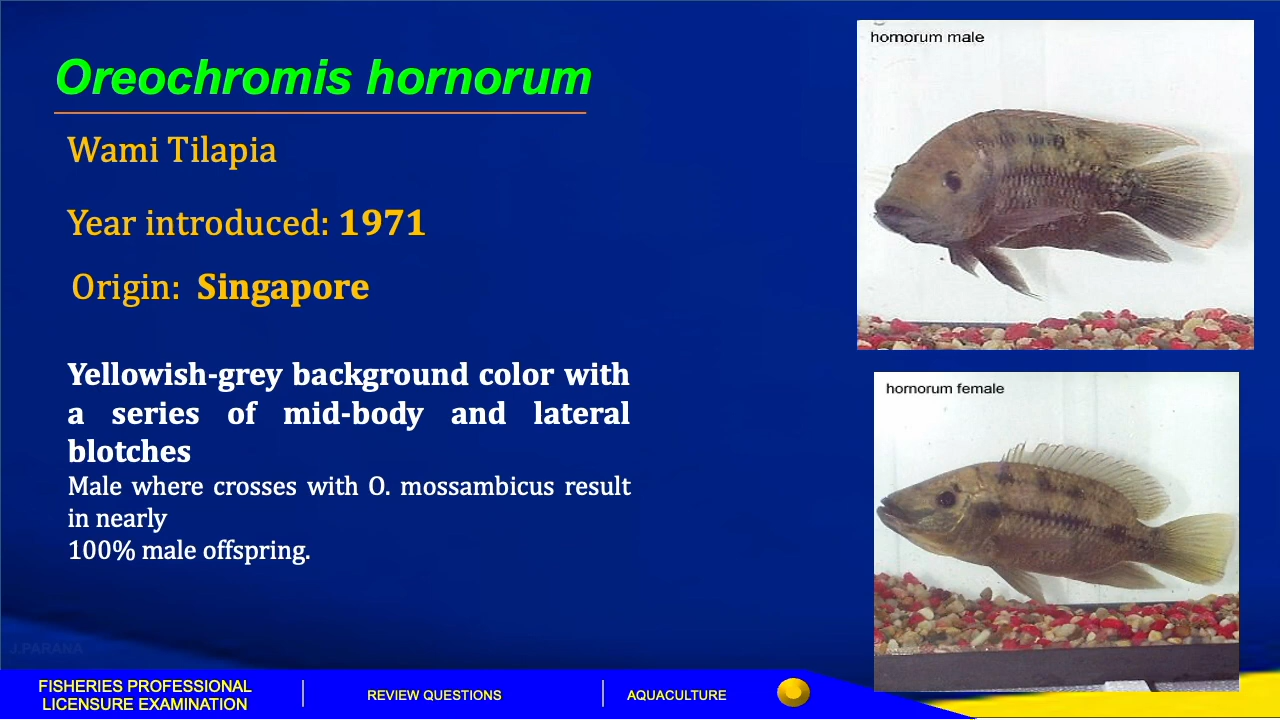 Oreochromis hornorum
Wami Tilapia
Year introduced: 1971
Origin: Singapore
Yellowish-grey background color with
a series of mid-body and lateral
blotches
Male where crosses with O. mossambicus result
in nearly
100% male offspring.
hornorum male
hornorum female
J.PARANA
FISHERIES PROFESSIONAL
LICENSURE EXAMINATION
REVIEW QUESTIONS
AQUACULTURE